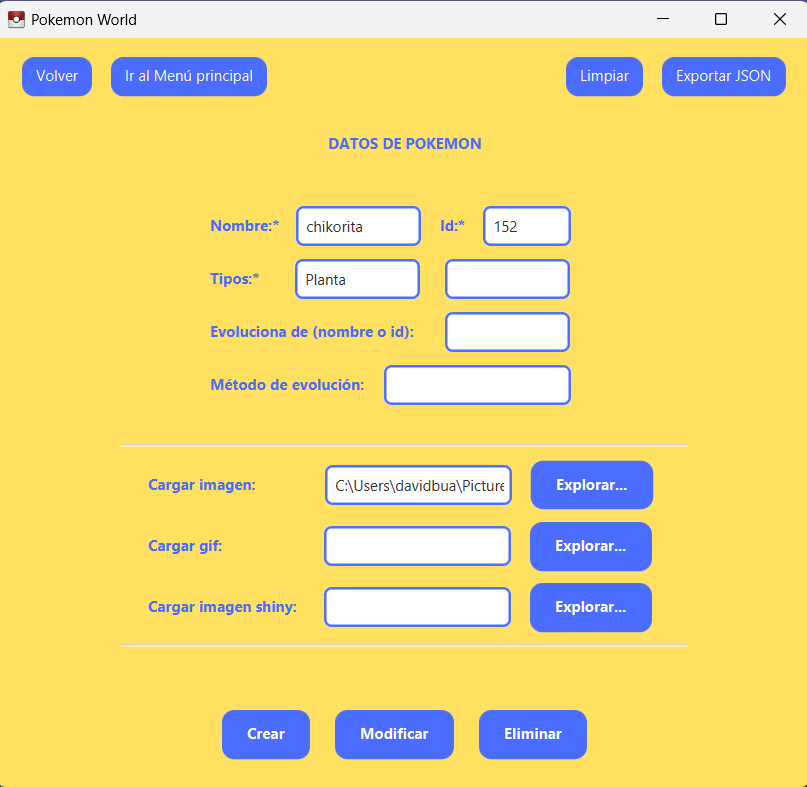 Pokemon World
Volver Ir al Menú principal Limpiar Exportar JSON
DATOS DE POKEMON
Nombre:* chikorita Id:* 152
Tipos:* Planta
Evoluciona de (nombre o id):
Método de evolución:
Cargar imagen: C:\Users\davidbua\Picture Explorar...
Cargar gif: Explorar...
Cargar imagen shiny: Explorar...
Crear Modificar Eliminar